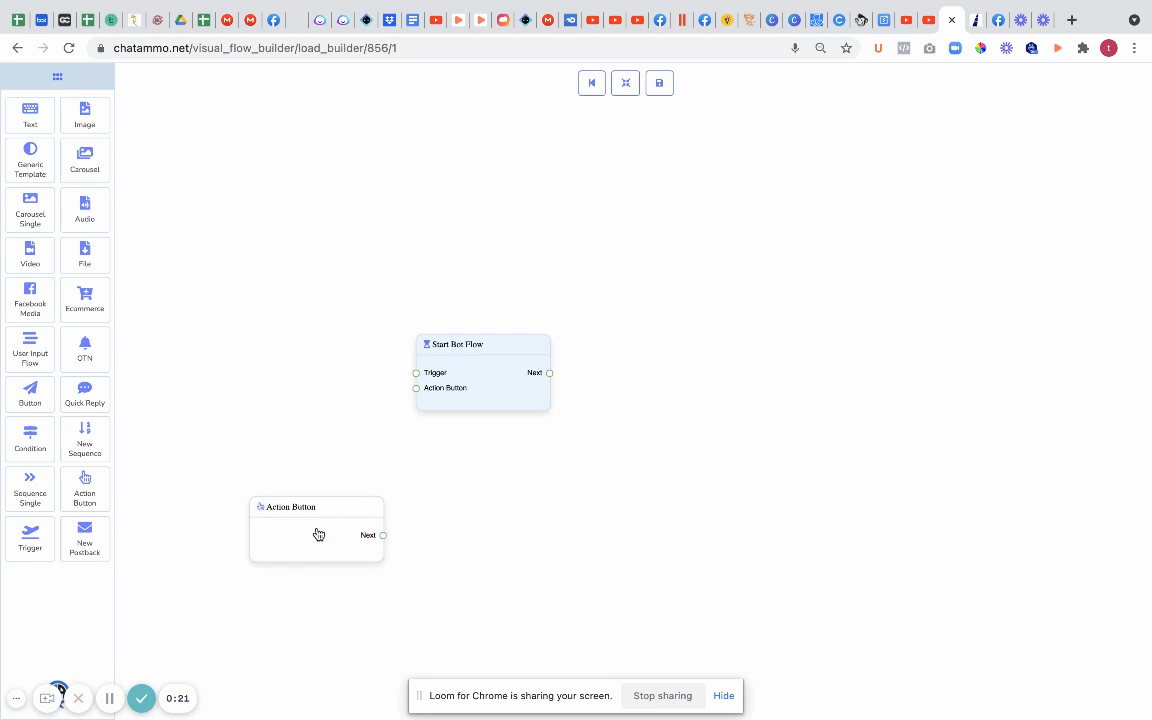 chatammo.net/visual_flow_builder/load_builder/856/1
Text
Image
Generic
Template
Carousel
Carousel
Single
Audio
Video
File
Facebook
Media
Ecommerce
User Input
Flow
OTN
Button
Quick Reply
Condition
New
Sequence
Sequence
Single
Action
Button
Trigger
New
Postback
Start Bot Flow
Trigger
Next
Action Button
Action Button
Next
0:21
Loom for Chrome is sharing your screen.
Stop sharing
Hide